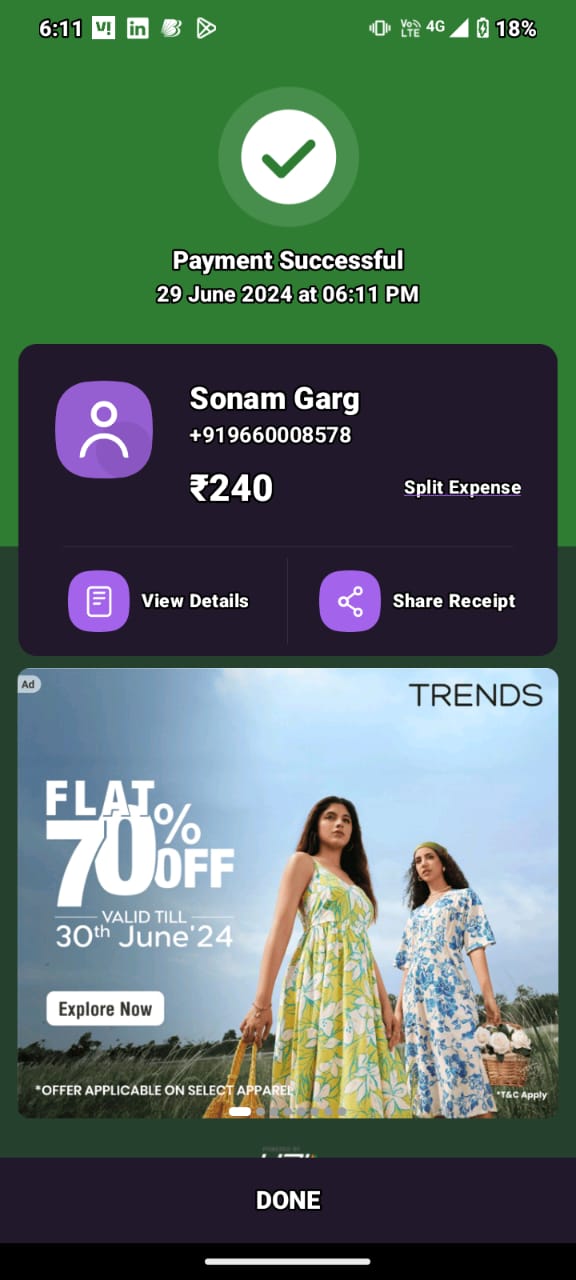 6:11 V! in 4G 18%
Vo))
LTE
Payment Successful
29 June 2024 at 06:11 PM
Sonam Garg
+919660008578
₹240
Split Expense
View Details
Share Receipt
Ad
TRENDS
FLAT
70%
OFF
VALID TILL
30th June'24
Explore Now
*OFFER APPLICABLE ON SELECT APPAREL
*T&C Apply
POWERED BY
DONE